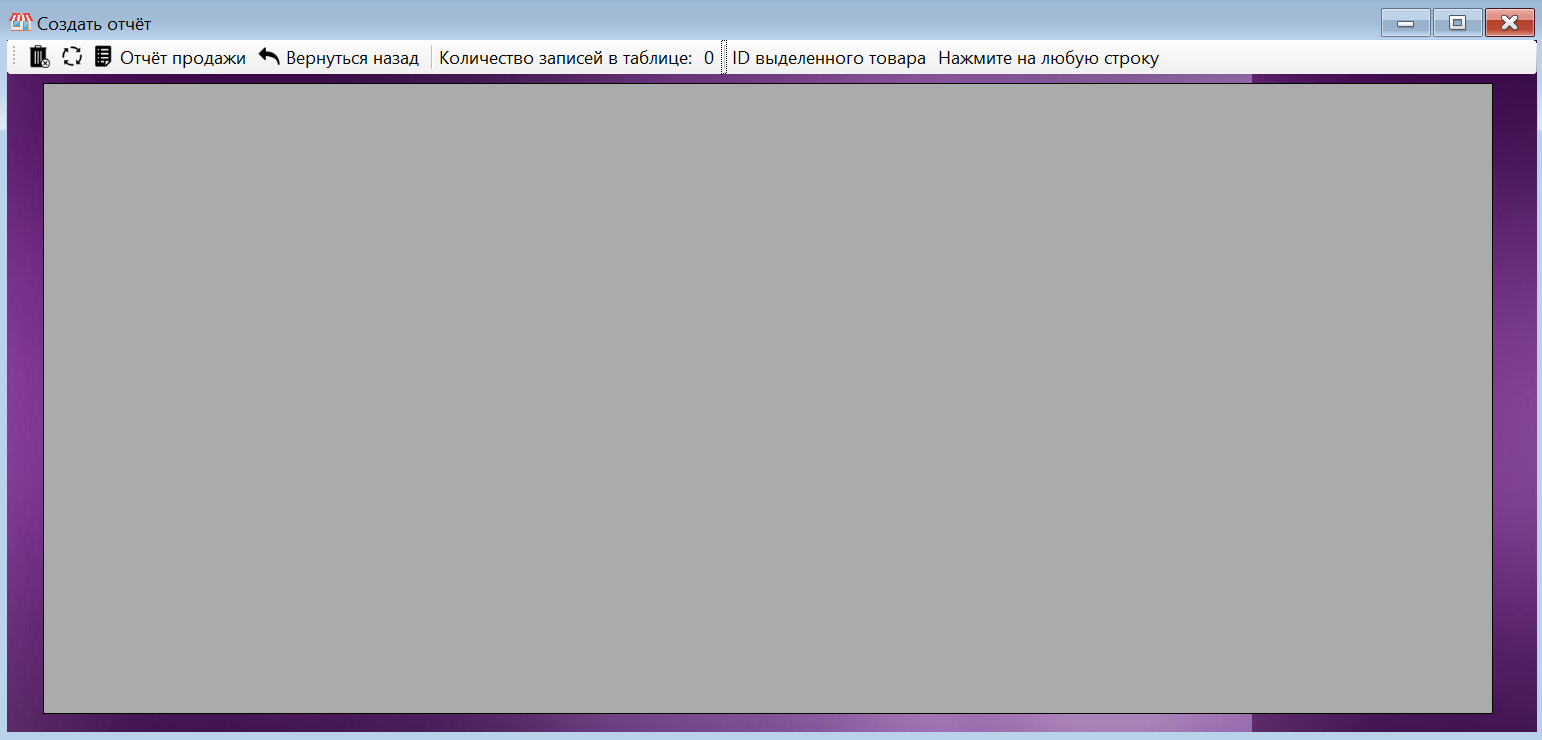 Создать отчёт
Отчёт продажи Вернуться назад Количество записей в таблице: 0 ID выделенного товара Нажмите на любую строку